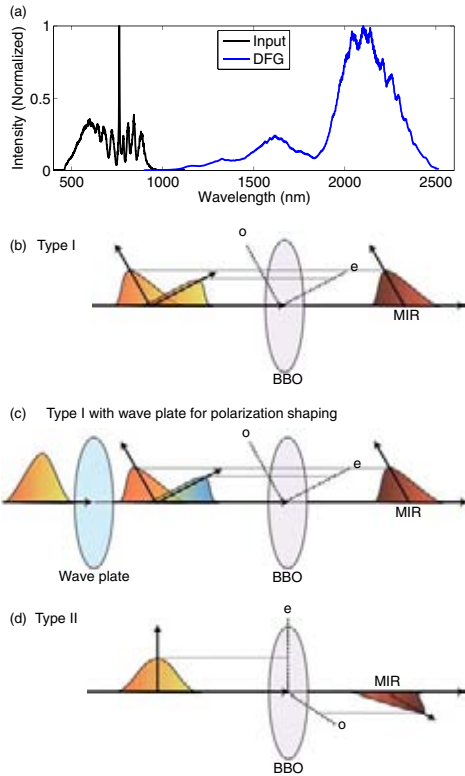 (a)
1
0.5
0
Intensity (Normalized)
Input
DFG
500 1000 1500 2000 2500
Wavelength (nm)
(b) Type I
o
e
MIR
BBO
(c) Type I with wave plate for polarization shaping
o
e
MIR
Wave plate
BBO
(d) Type II
e
MIR
o
BBO